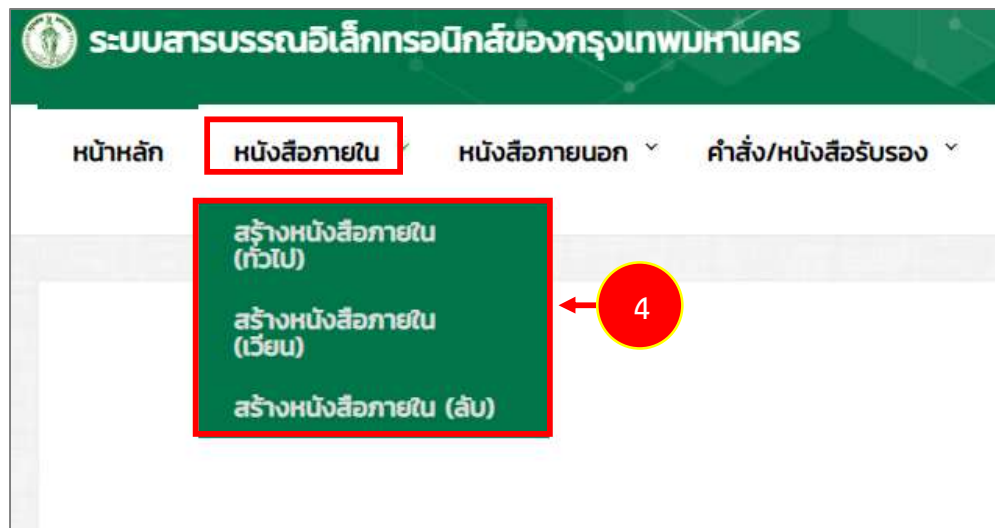 ระบบสารบรรณอิเล็กทรอนิกส์ของกรุงเทพมหานคร
หน้าหลัก หนังสือภายใน หนังสือภายนอก คำสั่ง/หนังสือรับรอง
สร้างหนังสือภายใน
(ทั่วไป)
สร้างหนังสือภายใน
(เวียน)
สร้างหนังสือภายใน (ลับ)
4